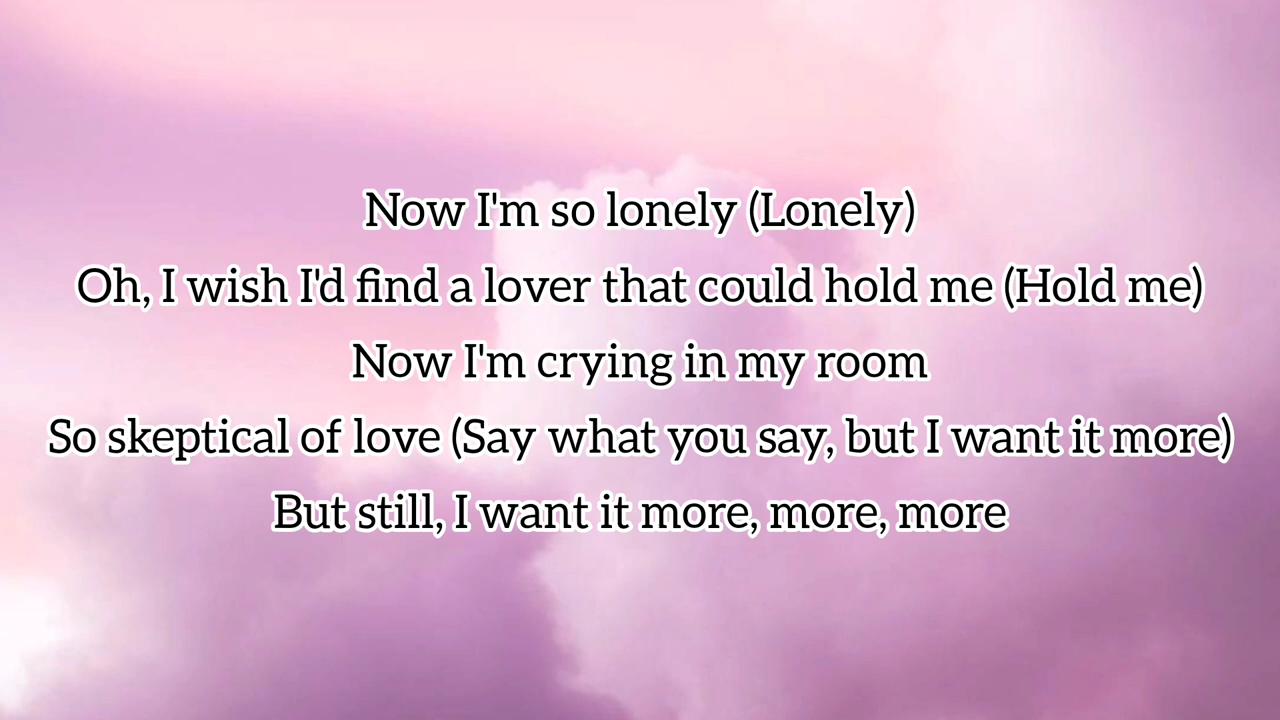 Now I'm so lonely (Lonely)
Oh, I wish I'd find a lover that could hold me (Hold me)
Now I'm crying in my room
So skeptical of love (Say what you say, but I want it more)
But still, I want it more, more, more